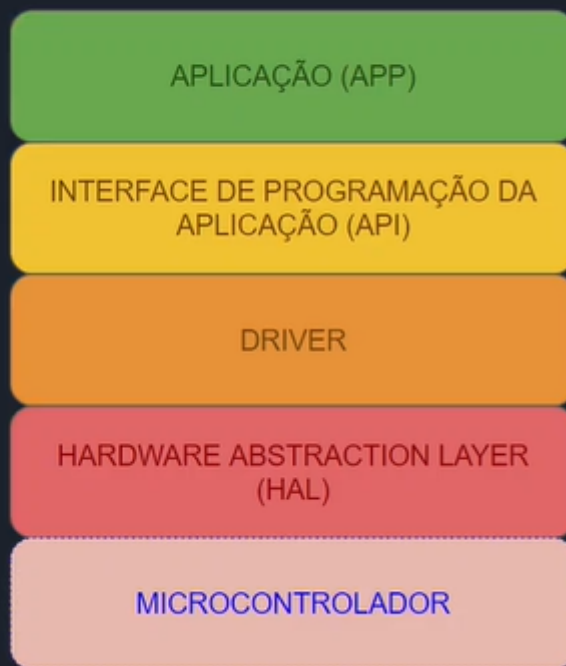 APLICAÇÃO (APP)
INTERFACE DE PROGRAMAÇÃO DA
APLICAÇÃO (API)
DRIVER
HARDWARE ABSTRACTION LAYER
(HAL)
MICROCONTROLADOR